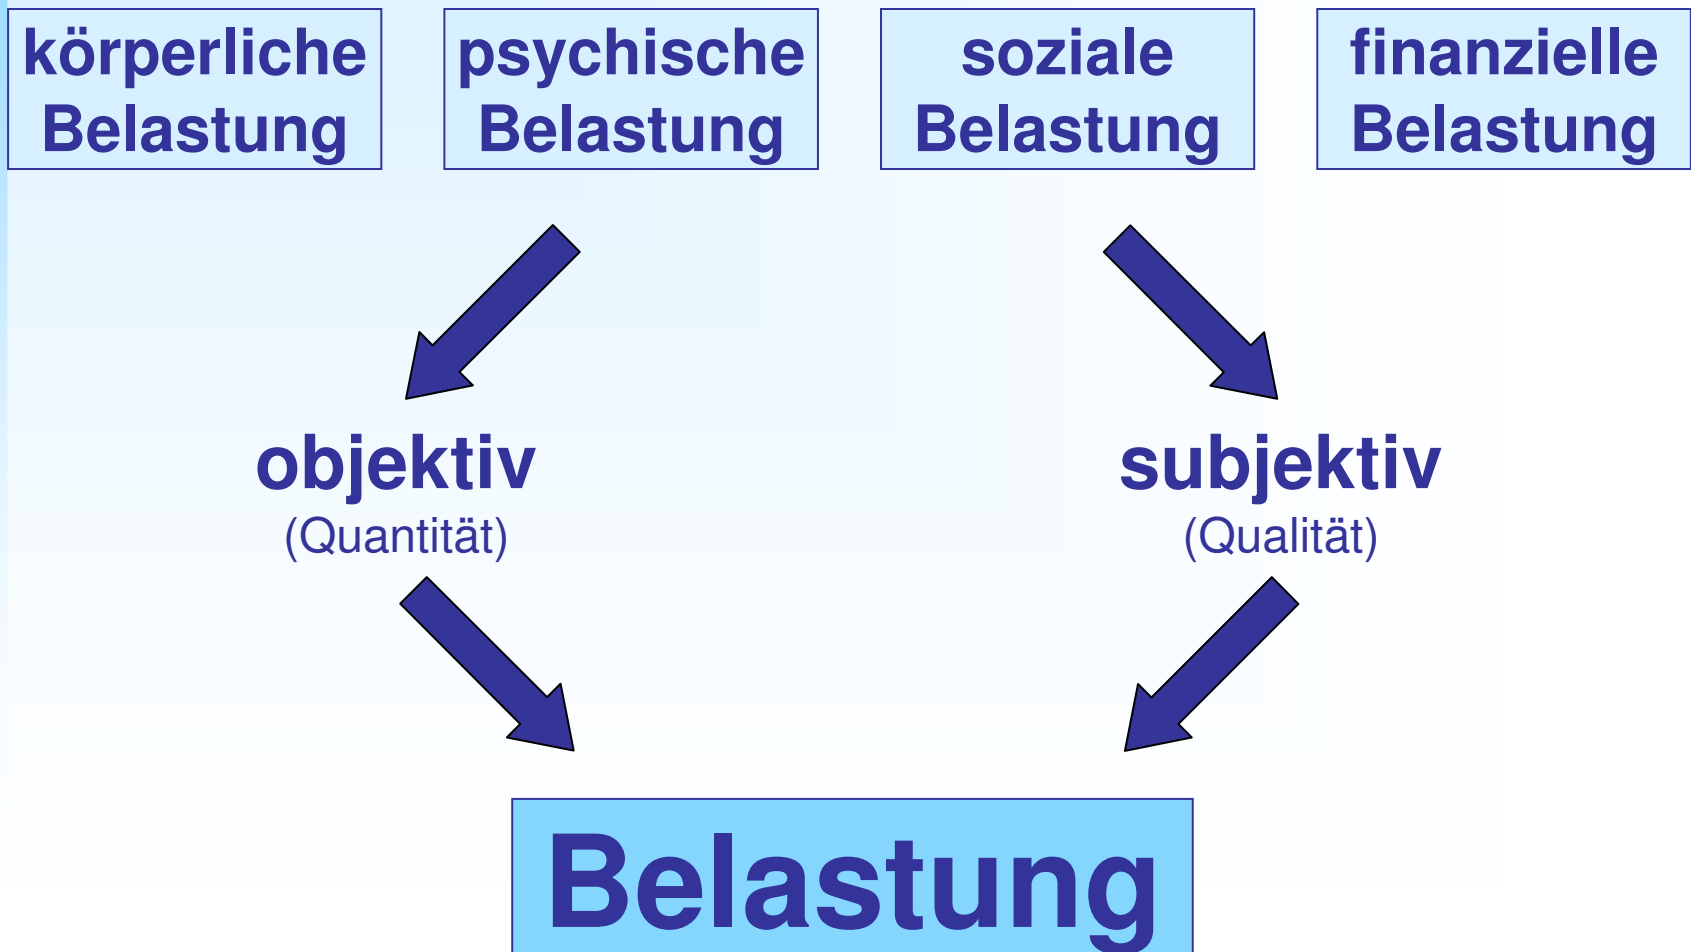 körperliche
Belastung
psychische
Belastung
soziale
Belastung
finanzielle
Belastung
objektiv
(Quantität)
subjektiv
(Qualität)
Belastung